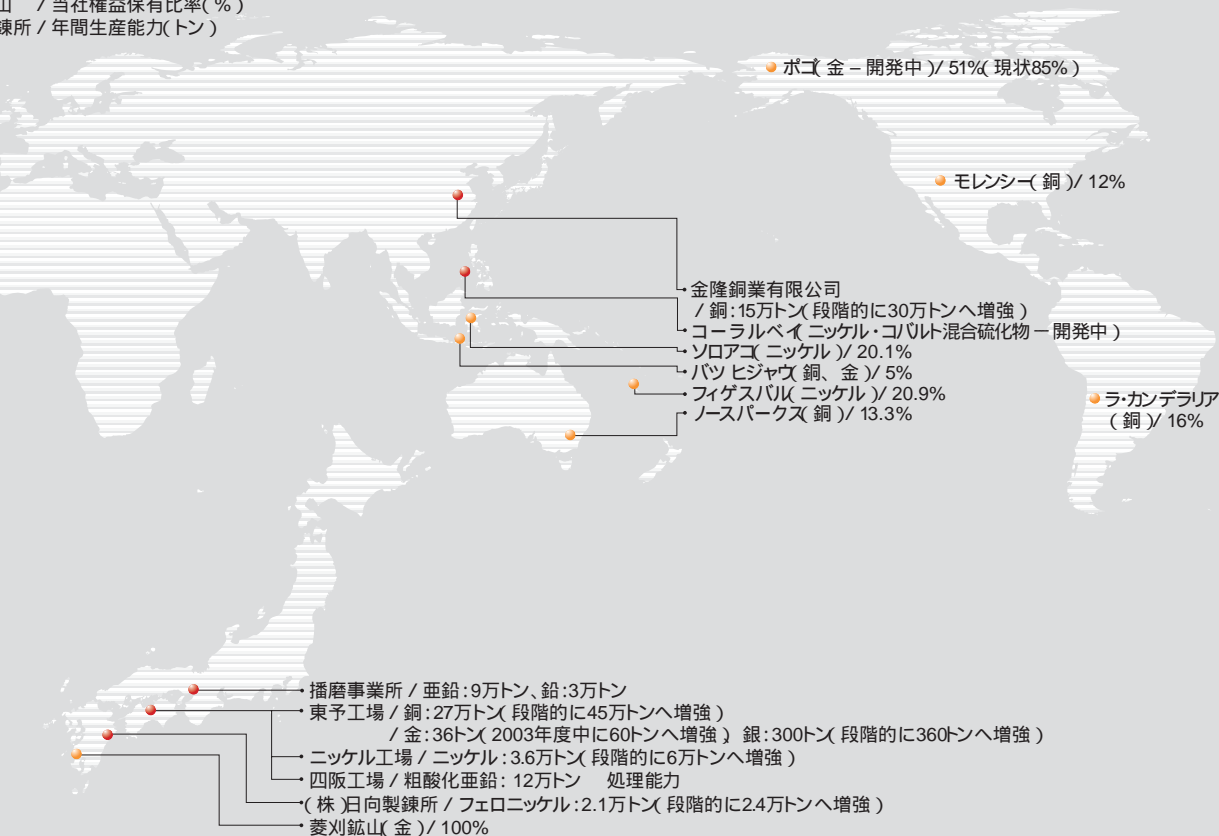 山 / 当社権益保有比率(%)
錬所 / 年間生産能力(トン)
ポゴ(金－開発中)/ 51%(現状85%)
モレンシー(銅)/ 12%
金隆銅業有限公司
/ 銅:15万トン(段階的に30万トンへ増強)
コーラルベイ(ニッケル・コバルト混合硫化物－開発中)
ソロアコ(ニッケル)/ 20.1%
バツ ヒジャウ(銅、金)/ 5%
フィゲスバル(ニッケル)/ 20.9%
ノースパークス(銅)/ 13.3%
ラ・カンデラリア
(銅)/ 16%
播磨事業所 / 亜鉛:9万トン、鉛:3万トン
東予工場 / 銅:27万トン(段階的に45万トンへ増強)
/ 金:36トン(2003年度中に60トンへ増強)、銀:300トン(段階的に360トンへ増強)
ニッケル工場 / ニッケル:3.6万トン(段階的に6万トンへ増強)
四阪工場 / 粗酸化亜鉛: 12万トン 処理能力
(株)日向製錬所 / フェロニッケル:2.1万トン(段階的に2.4万トンへ増強)
菱刈鉱山(金)/ 100%